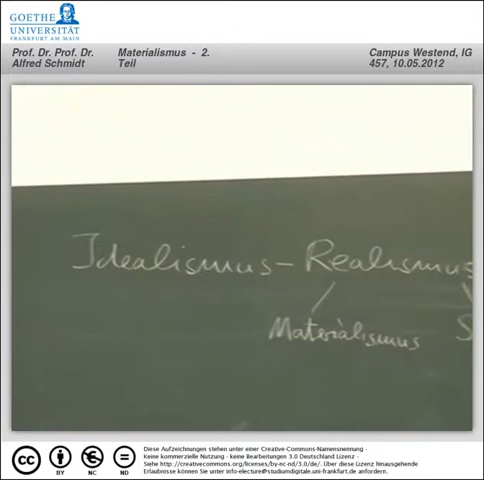 GOETHE
UNIVERSITÄT
FRANKFURT AM MAIN
Prof. Dr. Prof. Dr.
Alfred Schmidt
Materialismus - 2.
Teil
Campus Westend, IG
457, 10.05.2012
Idealismus - Realismus
Materialismus
S
cc
BY
NC
ND
Diese Aufzeichnungen stehen unter einer Creative-Commons-Namensnennung -
Keine kommerzielle Nutzung - keine Bearbeitungen 3.0 Deutschland Lizenz -
Siehe http://creativecommons.org/licenses/by-nc-nd/3.0/de/. Über diese Lizenz hinausgehende
Erlaubnisse können Sie unter info-electure@studiumdigitale.uni-frankfurt.de anfordern.